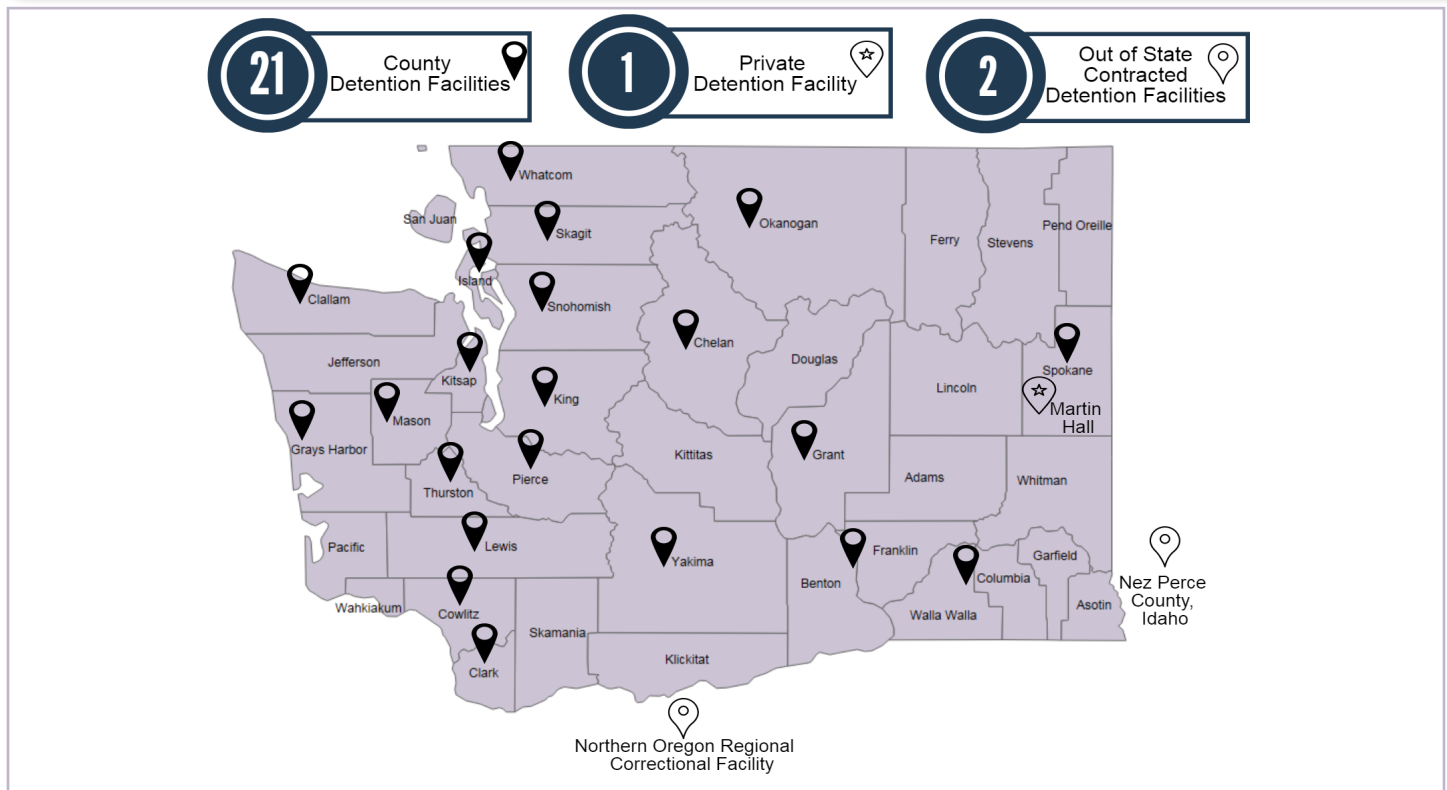 21
County
Detention Facilities
1
Private
Detention Facility
2
Out of State
Contracted
Detention Facilities
Whatcom
San Juan
Skagit
Okanogan
Ferry
Stevens
Pend Oreille
Island
Clallam
Snohomish
Chelan
Jefferson
Kitsap
Douglas
Spokane
Lincoln
King
Martin
Hall
Mason
Grays Harbor
Kittitas
Grant
Pierce
Thurston
Adams
Whitman
Pacific
Lewis
Yakima
Franklin
Garfield
Benton
Columbia
Nez Perce
County,
Idaho
Wahkiakum
Cowlitz
Walla Walla
Asotin
Skamania
Klickitat
Clark
Northern Oregon Regional
Correctional Facility